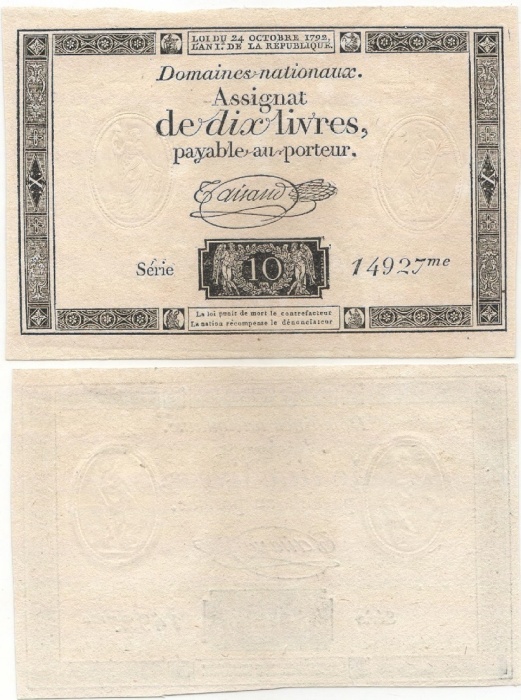 LOI DU 24 OCTOBRE 1792,
L'AN I. DE LA REPUBLIQUE.
Domaines nationaux.
Assignat
de dix livres,
payable au porteur.
Taisaud
Série 10 14927me
La loi punit de mort le contrefacteur
La nation récompense le dénonciateur
X
X